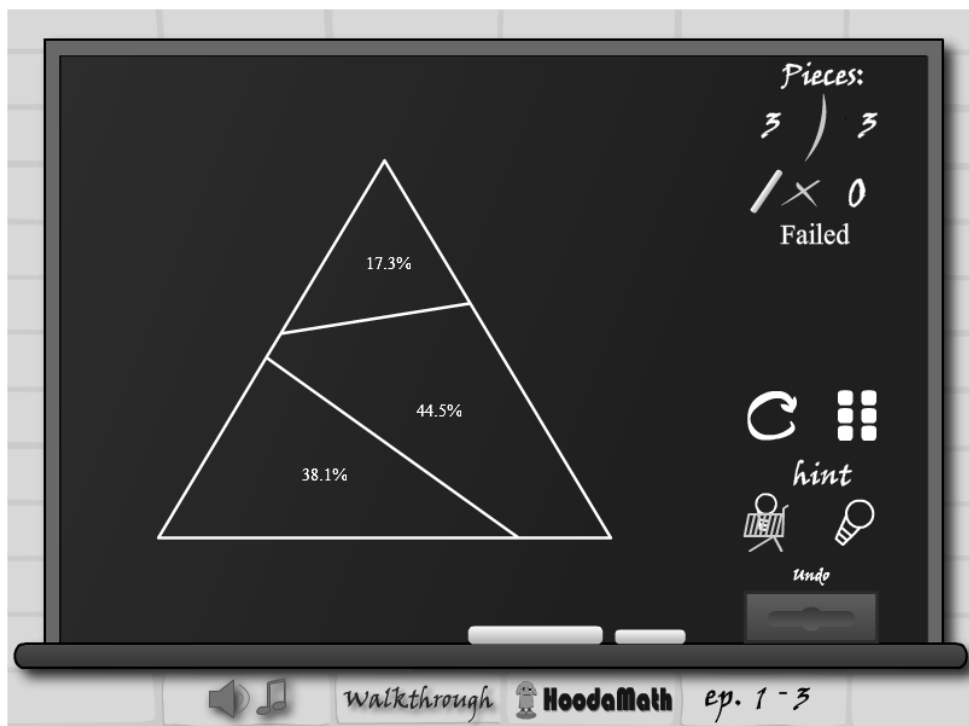 Pieces:
3 3
0
Failed
17.3%
44.5%
38.1%
hint
undo
Walkthrough HoodaMath ep. 1 - 3